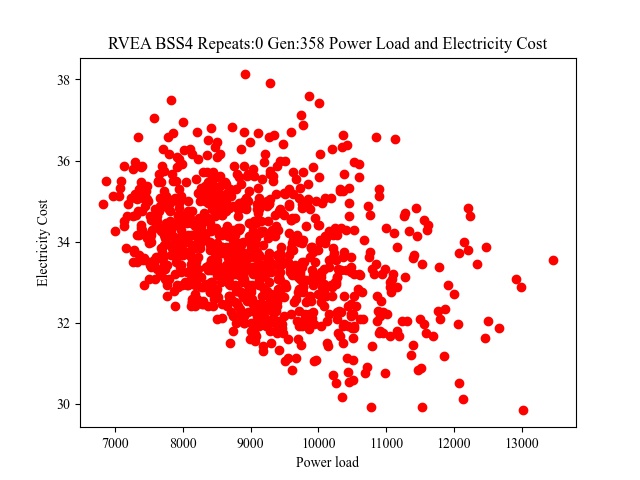 RVEA BSS4 Repeats:0 Gen:358 Power Load and Electricity Cost
Electricity Cost
38
36
34
32
30
7000 8000 9000 10000 11000 12000 13000
Power load